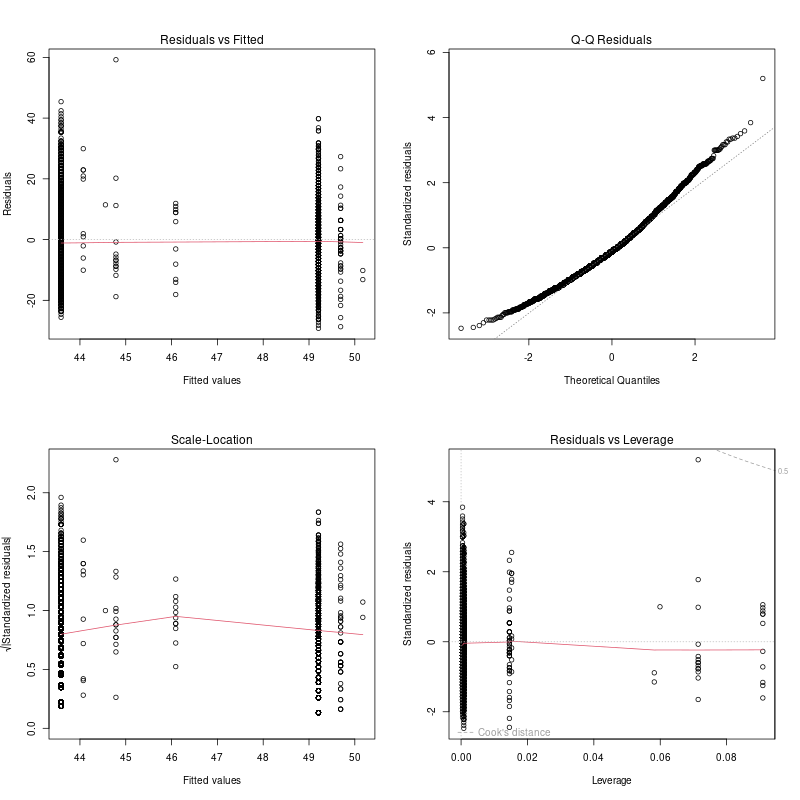 Residuals vs Fitted
Residuals
60
40
20
0
-20
44 45 46 47 48 49 50
Fitted values
Q-Q Residuals
Standardized residuals
6
4
2
0
-2
-2 0 2
Theoretical Quantiles
Scale-Location
√|Standardized residuals|
2.0
1.5
1.0
0.5
0.0
44 45 46 47 48 49 50
Fitted values
Residuals vs Leverage
Standardized residuals
4
2
0
-2
0.5
Cook's distance
0.00 0.02 0.04 0.06 0.08
Leverage